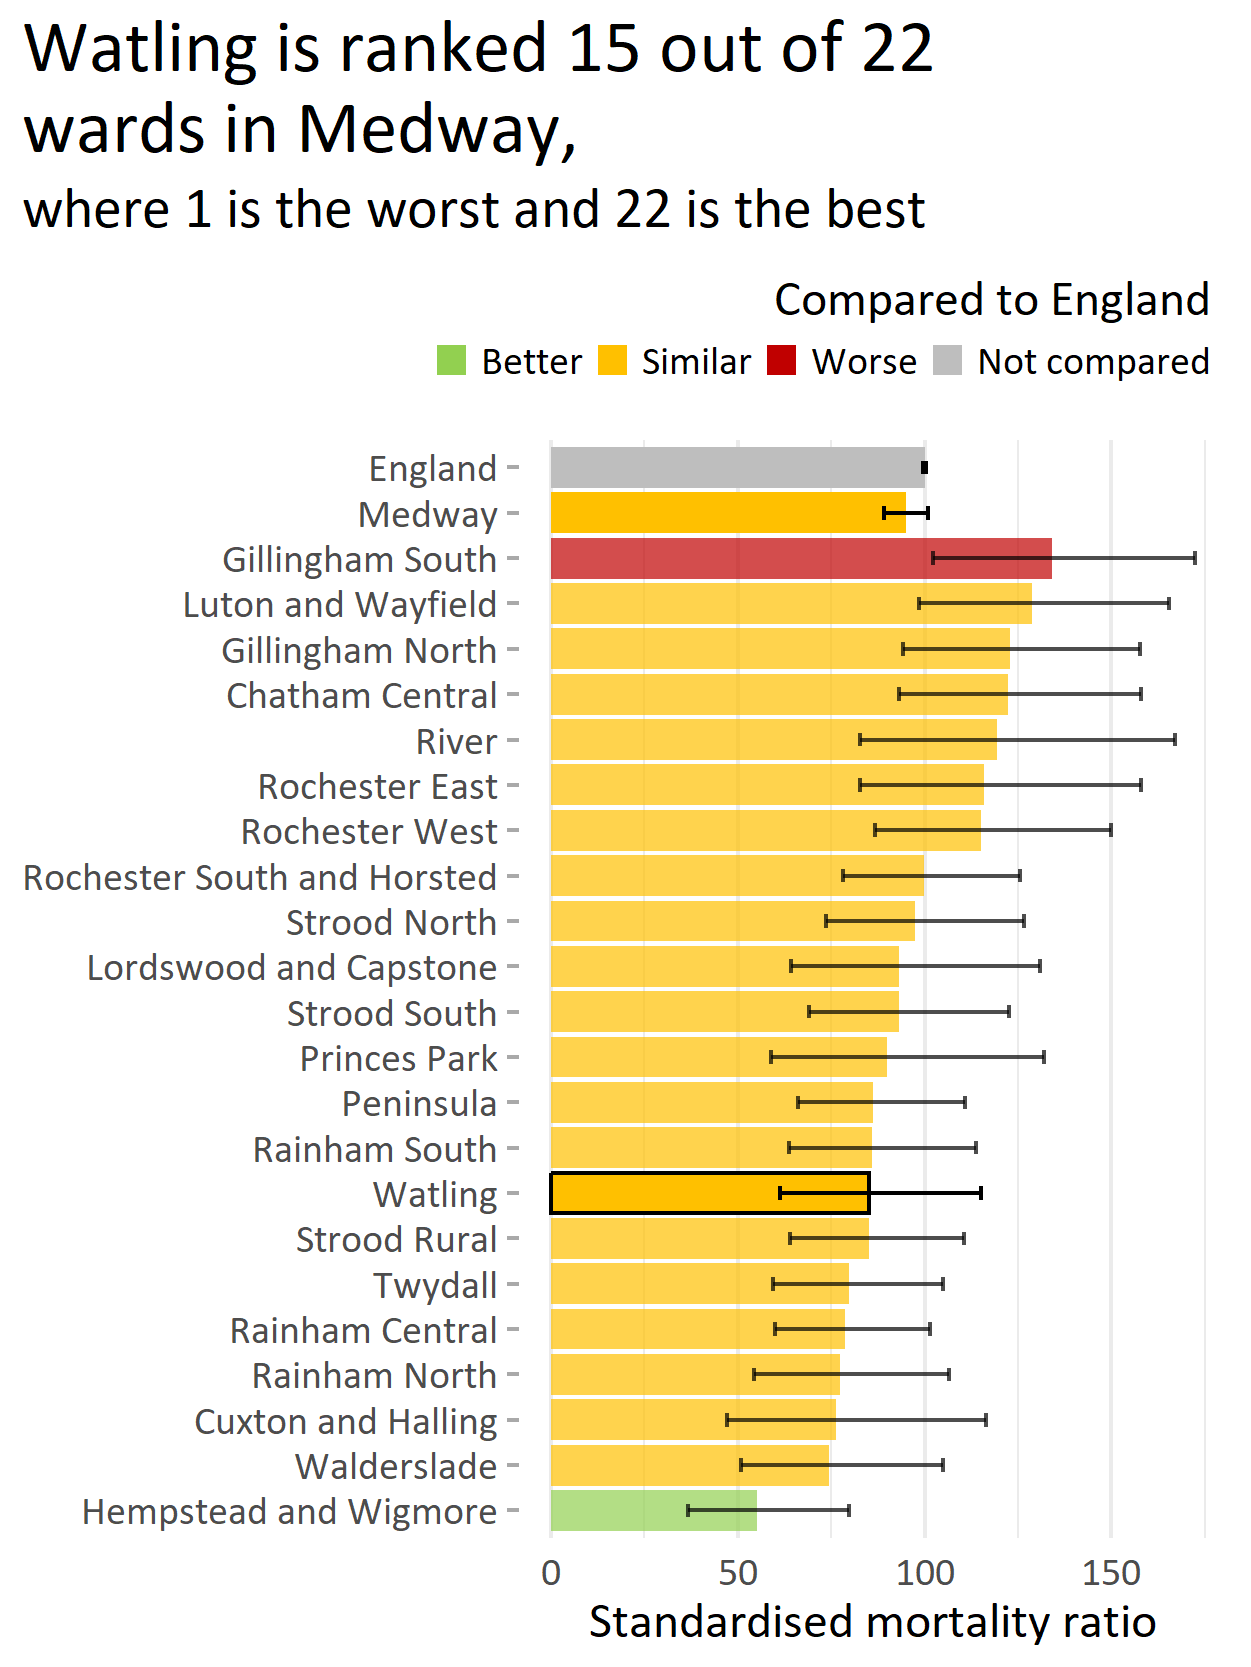 Watling is ranked 15 out of 22
wards in Medway,
where 1 is the worst and 22 is the best
Compared to England
Better Similar Worse Not compared
England
Medway
Gillingham South
Luton and Wayfield
Gillingham North
Chatham Central
River
Rochester East
Rochester West
Rochester South and Horsted
Strood North
Lordswood and Capstone
Strood South
Princes Park
Peninsula
Rainham South
Watling
Strood Rural
Twydall
Rainham Central
Rainham North
Cuxton and Halling
Walderslade
Hempstead and Wigmore
0 50 100 150
Standardised mortality ratio